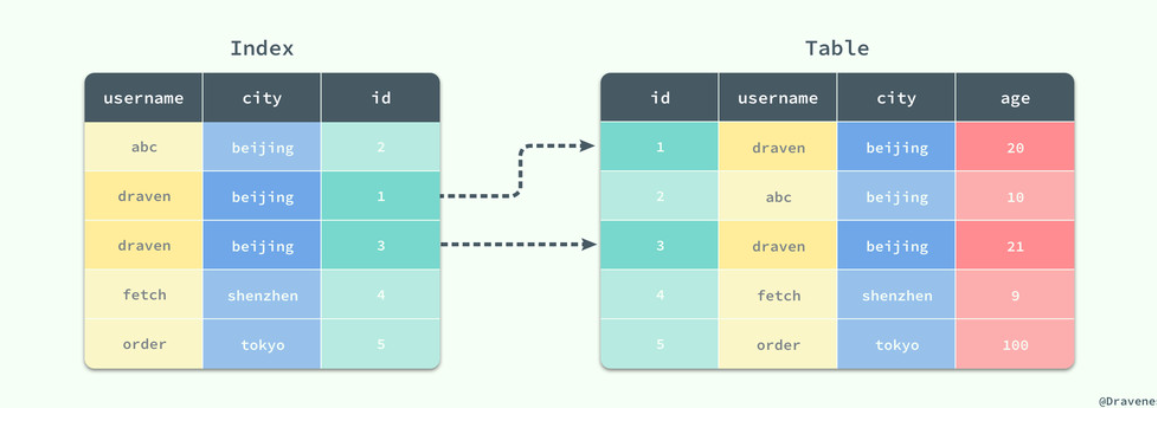 Index
username city id
abc beijing 2
draven beijing 1
draven beijing 3
fetch shenzhen 4
order tokyo 5
Table
id username city age
1 draven beijing 20
2 abc beijing 10
3 draven beijing 21
4 fetch shenzhen 9
5 order tokyo 100
@Dravene